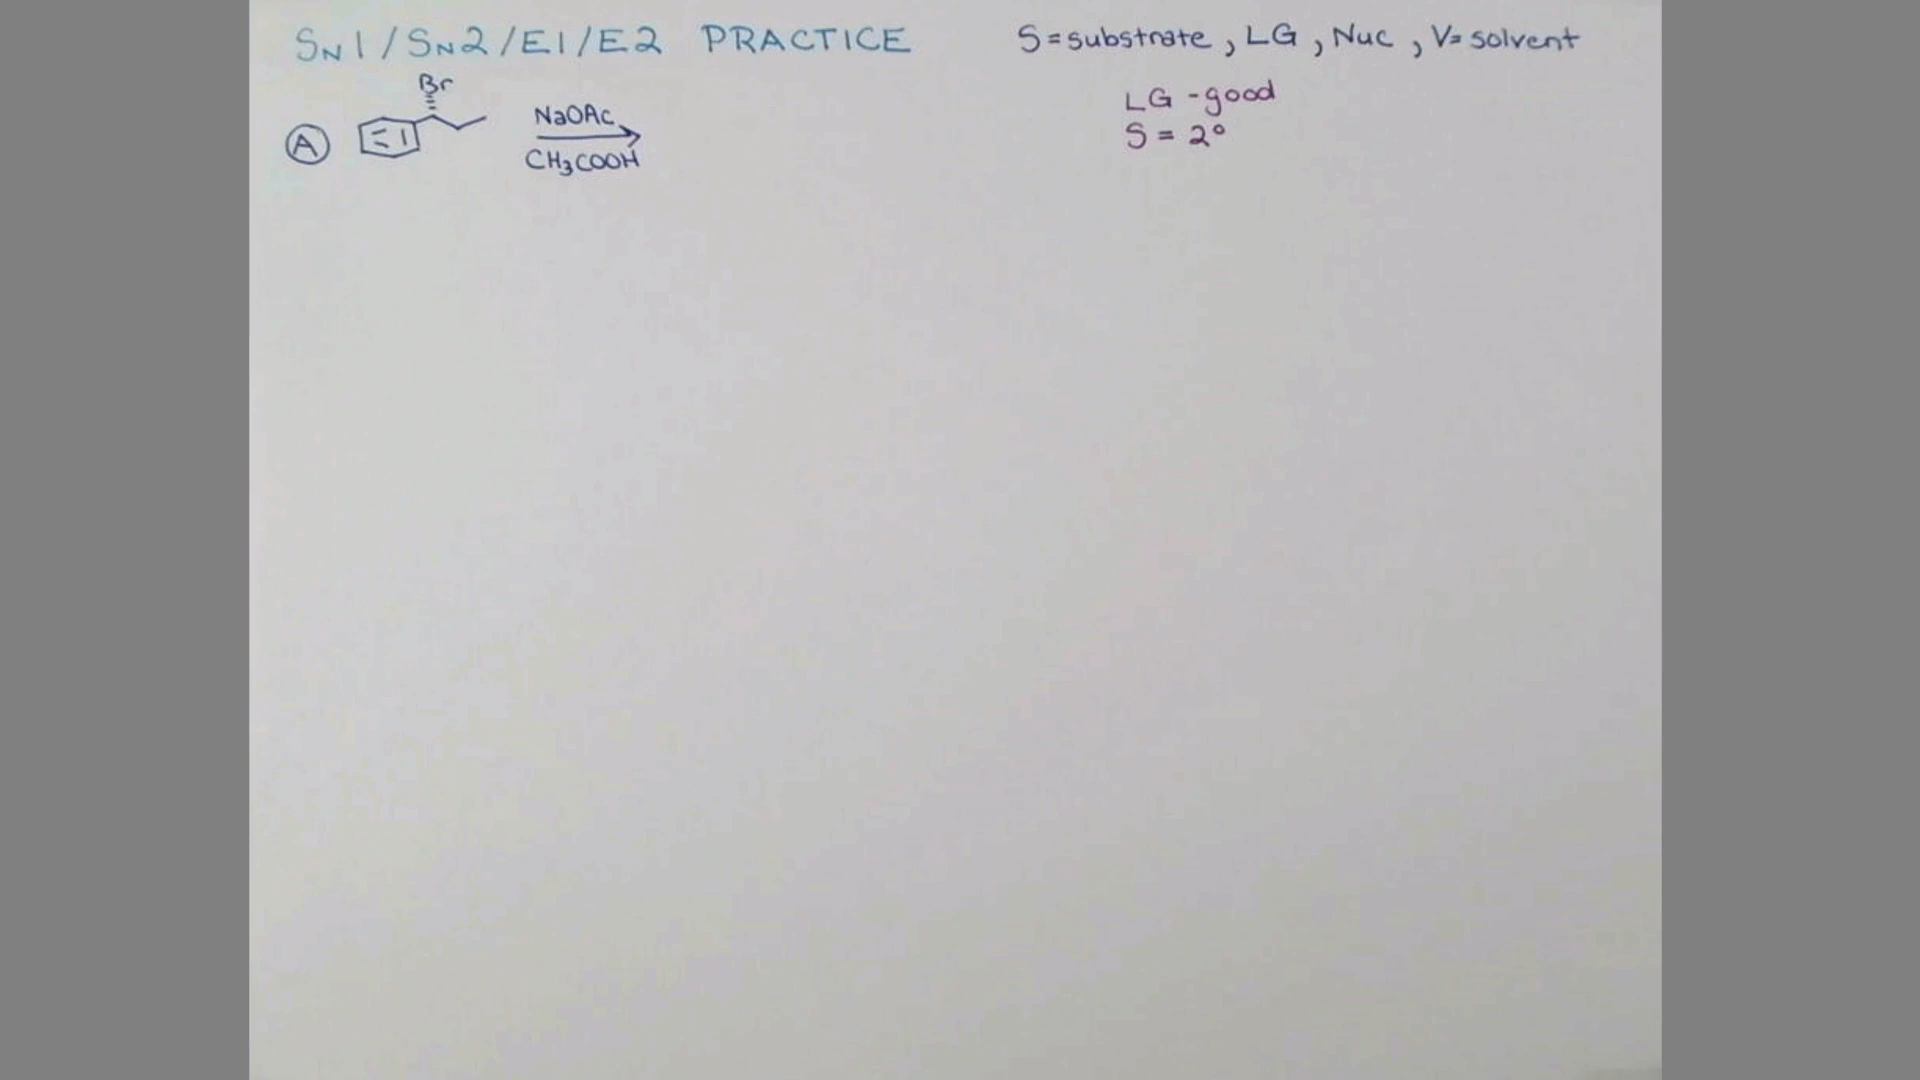 SN1/SN2/E1/E2 PRACTICE
S=substrate, LG, Nuc, V=solvent
LG - good
S = 2°
Br
A
NaOAc
CH3COOH